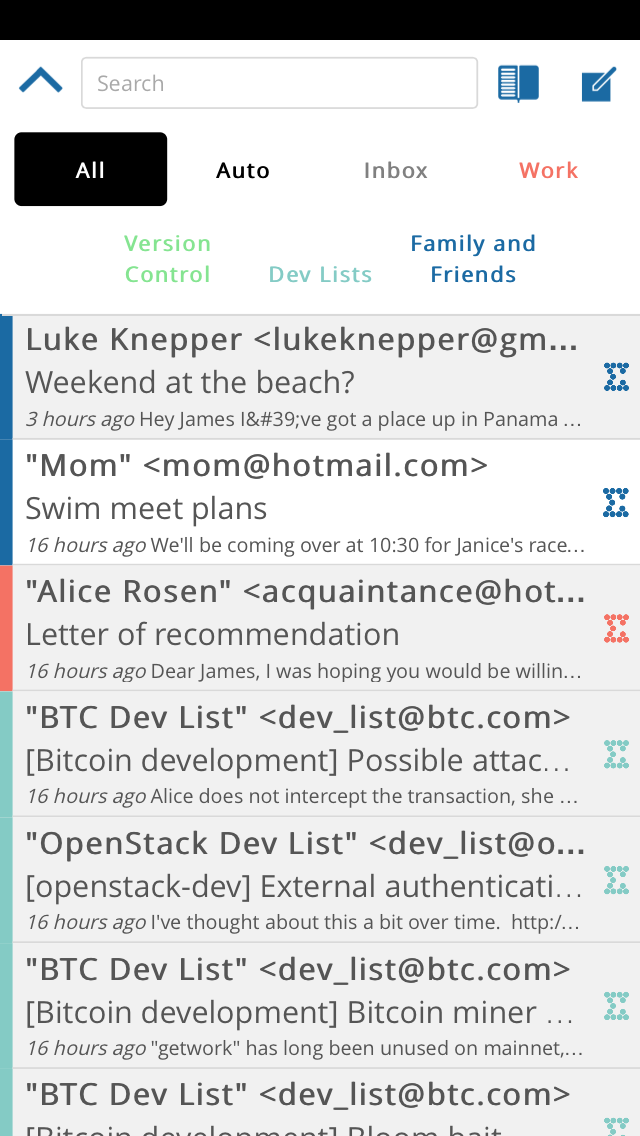 Search
All Auto Inbox Work
Version
Control
Dev Lists
Family and
Friends
Luke Knepper <lukeknepper@gm...
Weekend at the beach?
3 hours ago Hey James I&#39;ve got a place up in Panama ...
"Mom" <mom@hotmail.com>
Swim meet plans
16 hours ago We'll be coming over at 10:30 for Janice's race...
"Alice Rosen" <acquaintance@hot...
Letter of recommendation
16 hours ago Dear James, I was hoping you would be willin...
"BTC Dev List" <dev_list@btc.com>
[Bitcoin development] Possible attac...
16 hours ago Alice does not intercept the transaction, she ...
"OpenStack Dev List" <dev_list@o...
[openstack-dev] External authenticati...
16 hours ago I've thought about this a bit over time.  http:/...
"BTC Dev List" <dev_list@btc.com>
[Bitcoin development] Bitcoin miner ...
16 hours ago "getwork" has long been unused on mainnet,...
"BTC Dev List" <dev_list@btc.com>
[Bitcoin development] Bloom bait